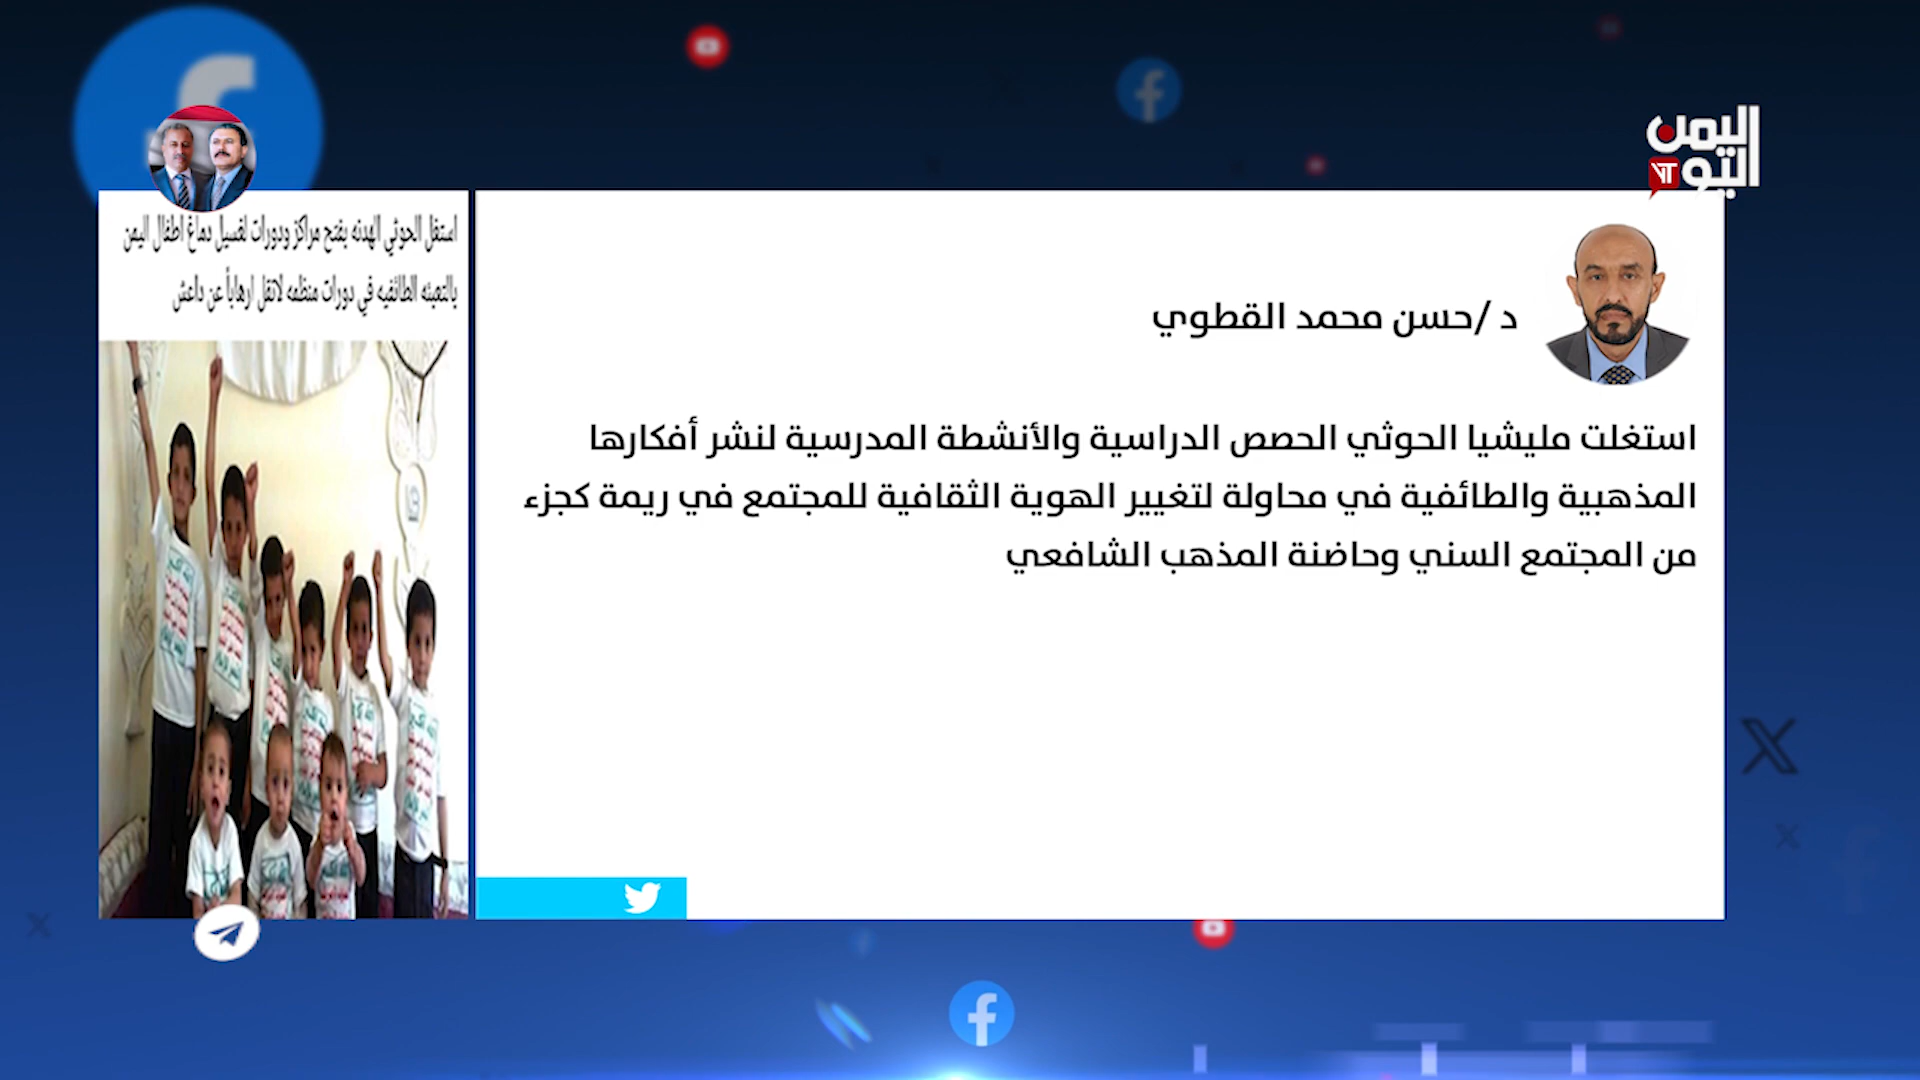 اليمن
اليوم
YT
د /حسن محمد القطوي
استغلت مليشيا الحوثي الحصص الدراسية والأنشطة المدرسية لنشر أفكارها
المذهبية والطائفية في محاولة لتغيير الهوية الثقافية للمجتمع في ريمة كجزء
من المجتمع السني وحاضنة المذهب الشافعي
استغل الحوثي الهدنه بفتح مراكز ودورات لغسيل دماغ اطفال اليمن
بالتعبئه الطائفيه في دورات منظمه لاتقل ارهاباً عن داعش